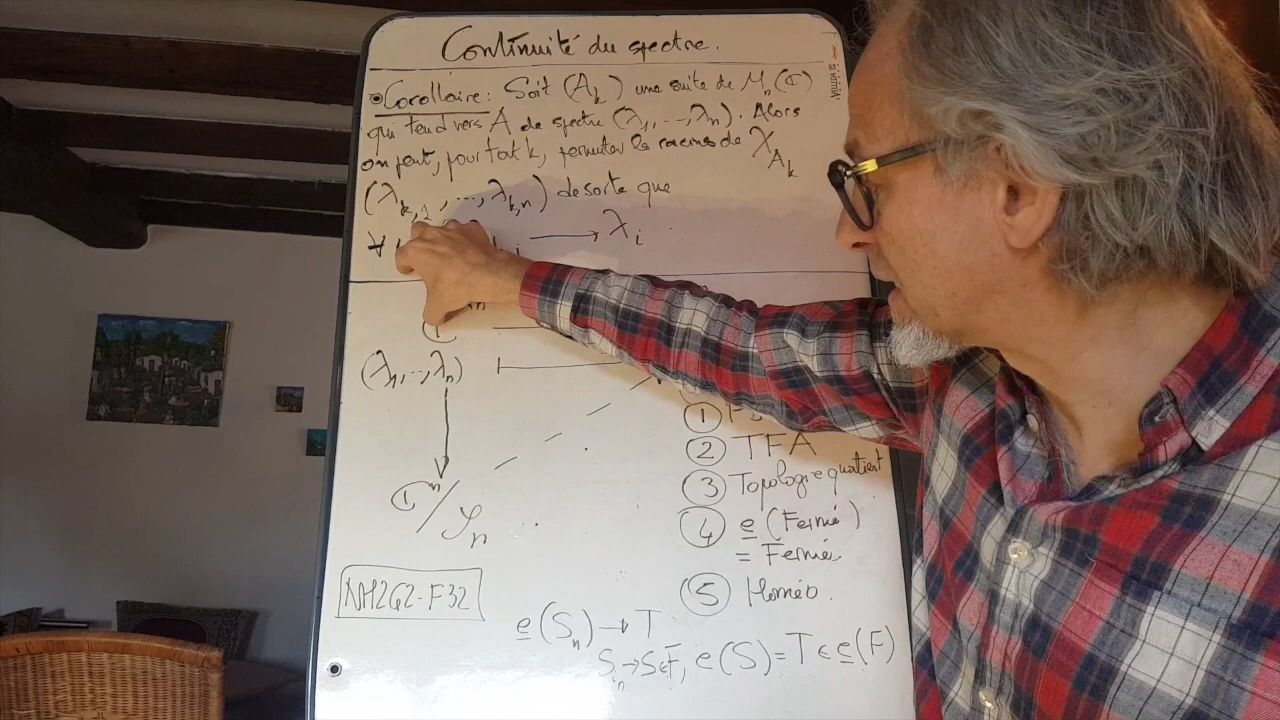 Continuité du spectre.
Corollaire : Soit (A_k) une suite de M_n(ℂ)
qui tend vers A de spectre (λ_1, ..., λ_n). Alors
on peut, pour tout k, permuter les racines de χ_{A_k}
(λ_{k,1}, ..., λ_{k,n}) de sorte que
∀ → λ_i
n
(λ_1, .., λ_n)
ℂ^n/𝒮_n
① 
② TFA
③ Topologie quotient
④ e (Fermé)
= Fermé.
⑤ Homéo.
NH2G2-F32
e(S_n) → T
S_n → S ∈ F, e(S) = T ∈ e(F)
VELLEDA